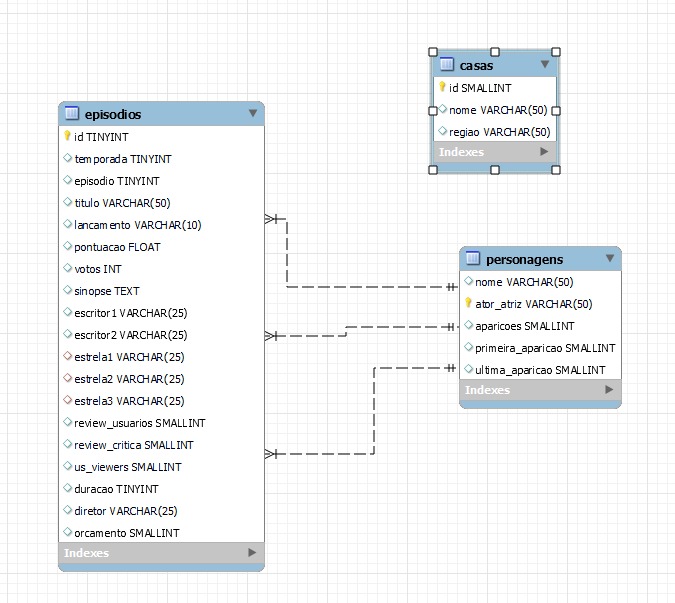 casas
id SMALLINT
nome VARCHAR(50)
regiao VARCHAR(50)
Indexes
episodios
id TINYINT
temporada TINYINT
episodio TINYINT
titulo VARCHAR(50)
lancamento VARCHAR(10)
pontuacao FLOAT
votos INT
sinopse TEXT
escritor1 VARCHAR(25)
escritor2 VARCHAR(25)
estrela1 VARCHAR(25)
estrela2 VARCHAR(25)
estrela3 VARCHAR(25)
review_usuarios SMALLINT
review_critica SMALLINT
us_viewers SMALLINT
duracao TINYINT
diretor VARCHAR(25)
orcamento SMALLINT
Indexes
personagens
nome VARCHAR(50)
ator_atriz VARCHAR(50)
aparicoes SMALLINT
primeira_aparicao SMALLINT
ultima_aparicao SMALLINT
Indexes